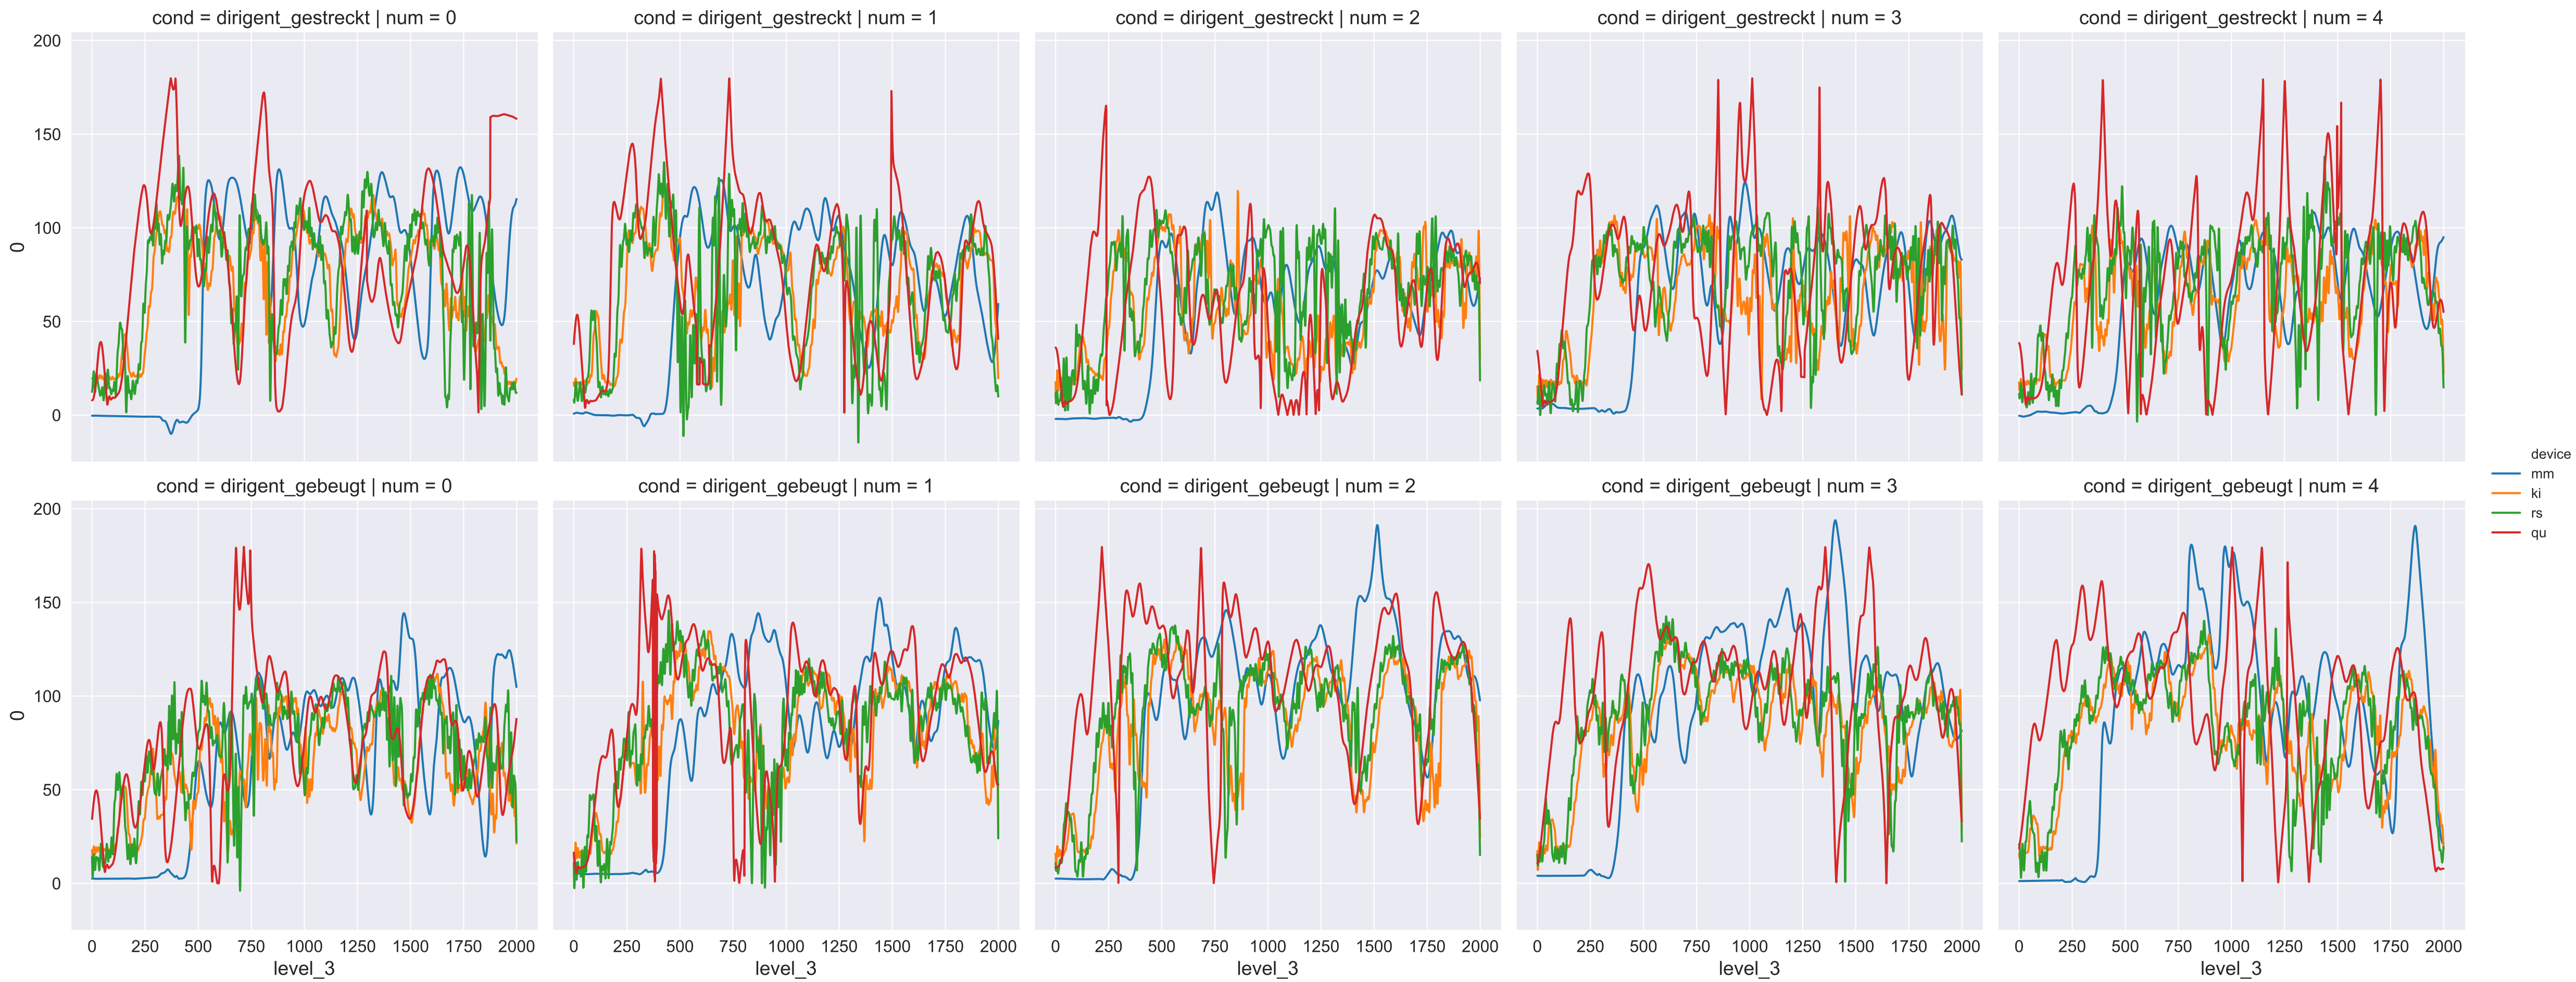 cond = dirigent_gestreckt | num = 0
cond = dirigent_gestreckt | num = 1
cond = dirigent_gestreckt | num = 2
cond = dirigent_gestreckt | num = 3
cond = dirigent_gestreckt | num = 4
200
150
100
50
0
0
cond = dirigent_gebeugt | num = 0
cond = dirigent_gebeugt | num = 1
cond = dirigent_gebeugt | num = 2
cond = dirigent_gebeugt | num = 3
cond = dirigent_gebeugt | num = 4
200
150
100
50
0
0
0 250 500 750 1000 1250 1500 1750 2000
level_3
0 250 500 750 1000 1250 1500 1750 2000
level_3
0 250 500 750 1000 1250 1500 1750 2000
level_3
0 250 500 750 1000 1250 1500 1750 2000
level_3
0 250 500 750 1000 1250 1500 1750 2000
level_3
device
mm
ki
rs
qu